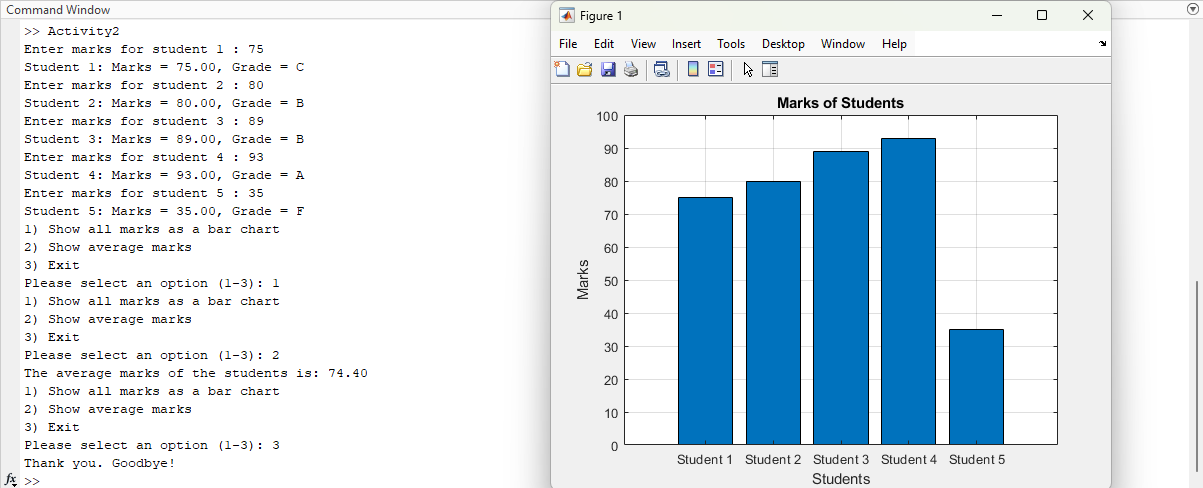 Command Window
>> Activity2
Enter marks for student 1 : 75
Student 1: Marks = 75.00, Grade = C
Enter marks for student 2 : 80
Student 2: Marks = 80.00, Grade = B
Enter marks for student 3 : 89
Student 3: Marks = 89.00, Grade = B
Enter marks for student 4 : 93
Student 4: Marks = 93.00, Grade = A
Enter marks for student 5 : 35
Student 5: Marks = 35.00, Grade = F
1) Show all marks as a bar chart
2) Show average marks
3) Exit
Please select an option (1-3): 1
1) Show all marks as a bar chart
2) Show average marks
3) Exit
Please select an option (1-3): 2
The average marks of the students is: 74.40
1) Show all marks as a bar chart
2) Show average marks
3) Exit
Please select an option (1-3): 3
Thank you. Goodbye!
fx >>
Figure 1
File Edit View Insert Tools Desktop Window Help
Marks of Students
100
90
80
70
60
50
40
30
20
10
0
Marks
Student 1 Student 2 Student 3 Student 4 Student 5
Students